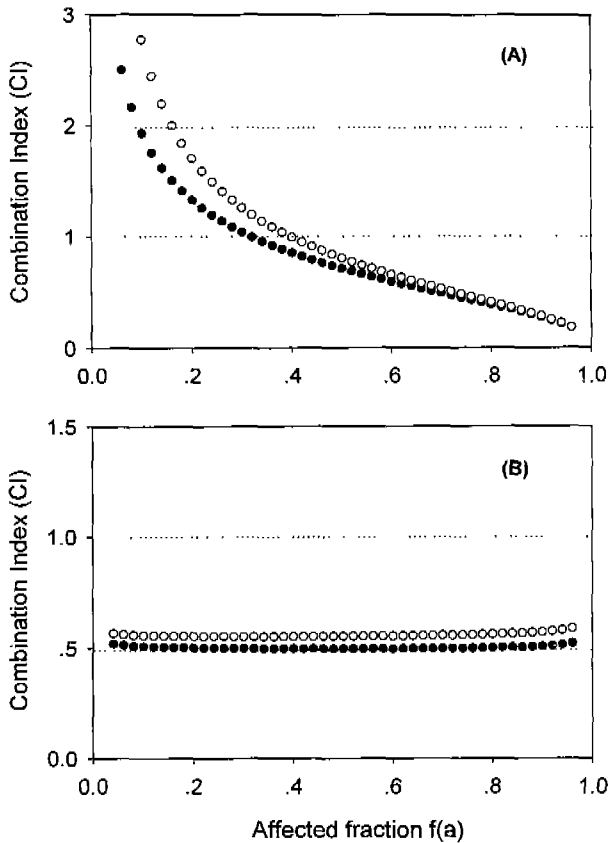 3
(A)
2
Combination Index (CI)
1
0
0.0 .2 .4 .6 .8 1.0
1.5
(B)
1.0
Combination Index (CI)
.5
0.0
0.0 .2 .4 .6 .8 1.0
Affected fraction f(a)